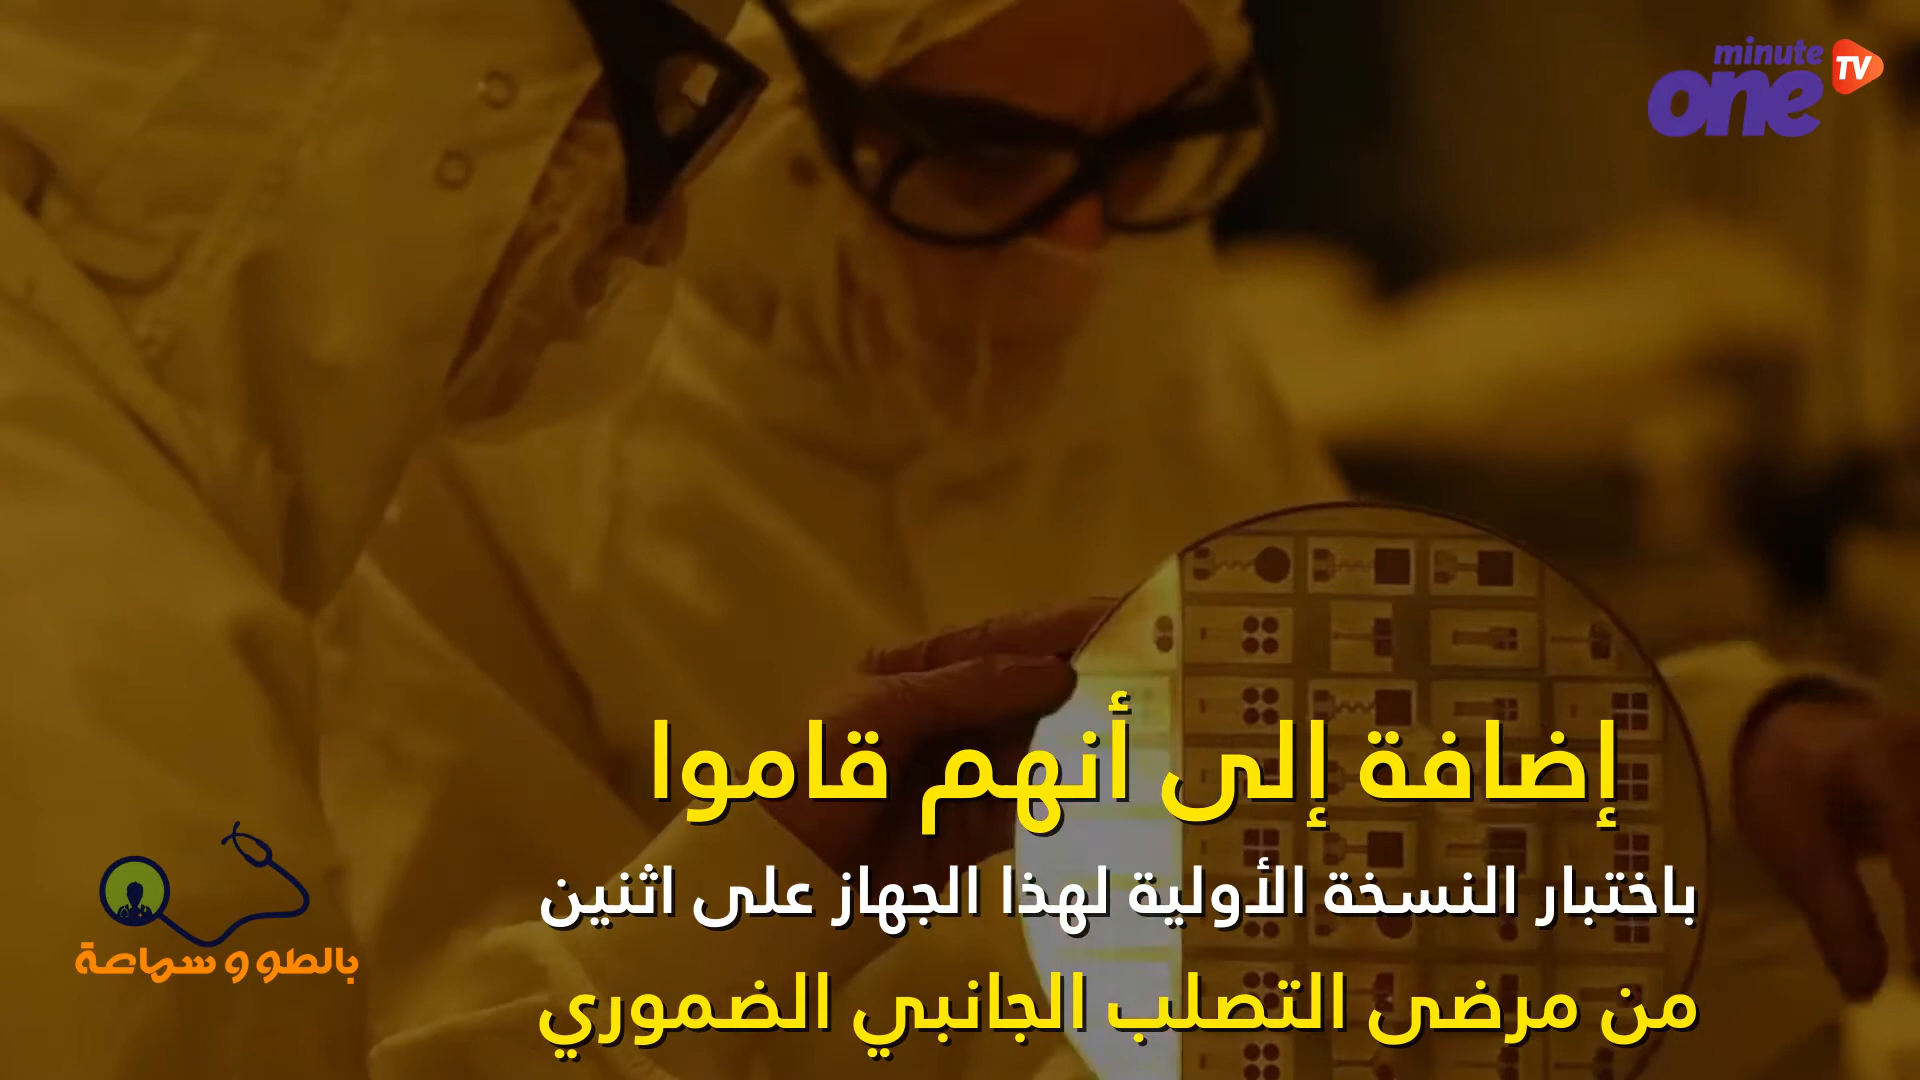 minute
one TV
إضافة إلى أنهم قاموا
باختبار النسخة الأولية لهذا الجهاز على اثنين
من مرضى التصلب الجانبي الضموري
بالطو و سماعة